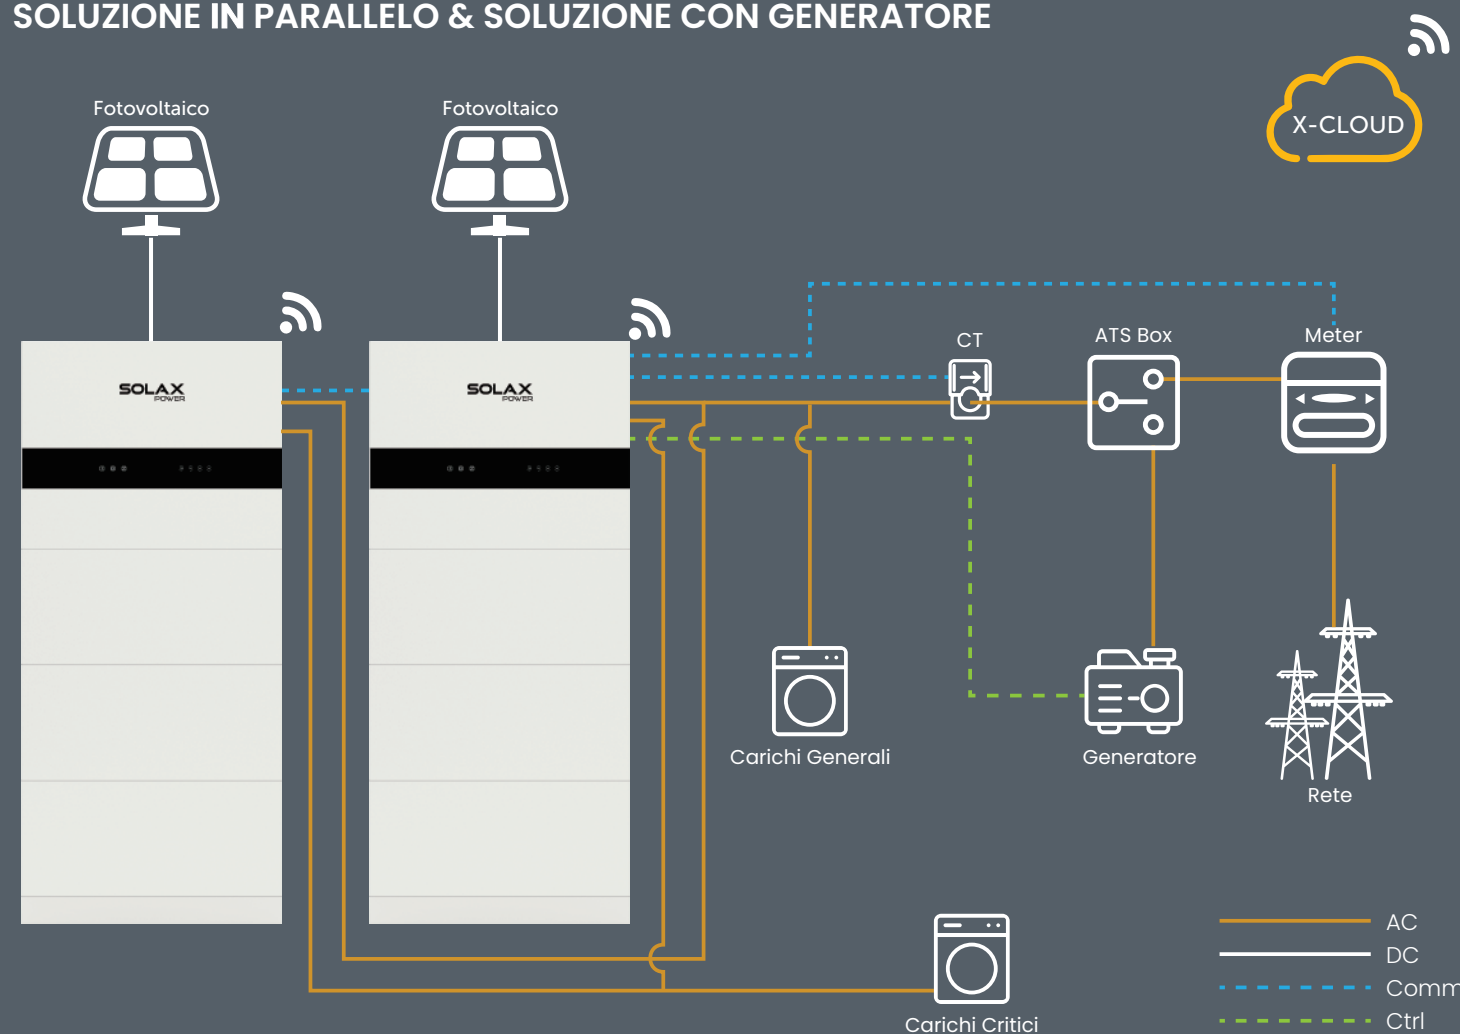 SOLUZIONE IN PARALLELO & SOLUZIONE CON GENERATORE
X-CLOUD
Fotovoltaico
Fotovoltaico
CT
ATS Box
Meter
SOLAX
POWER
SOLAX
POWER
Carichi Generali
Generatore
Rete
Carichi Critici
AC
DC
Comm
Ctrl